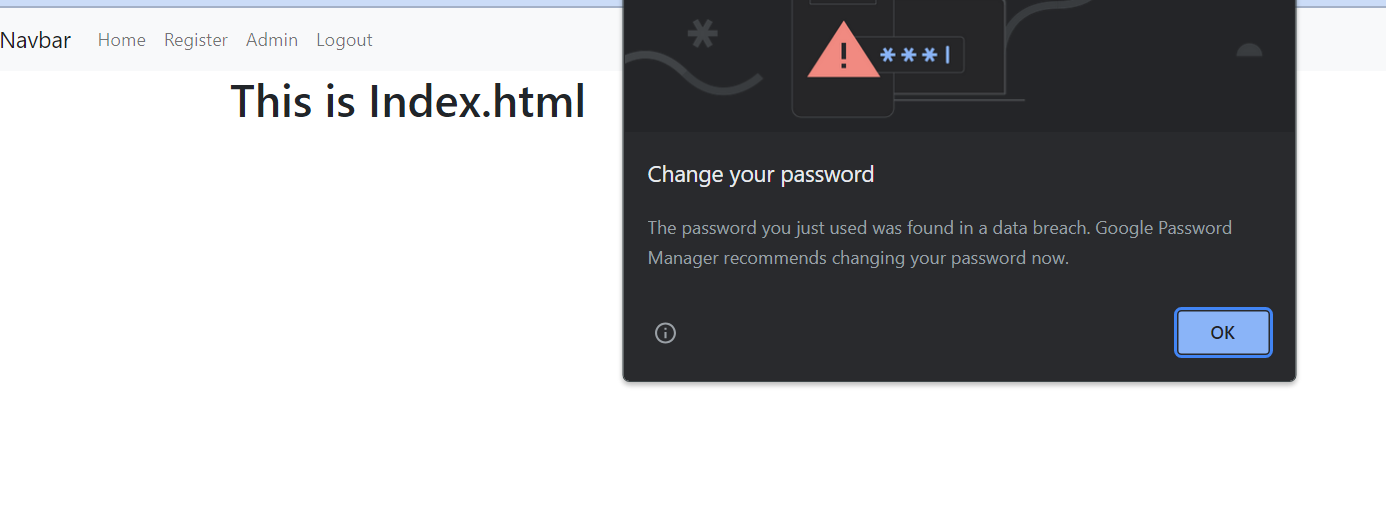 Navbar Home Register Admin Logout
This is Index.html
***|
Change your password
The password you just used was found in a data breach. Google Password
Manager recommends changing your password now.
OK